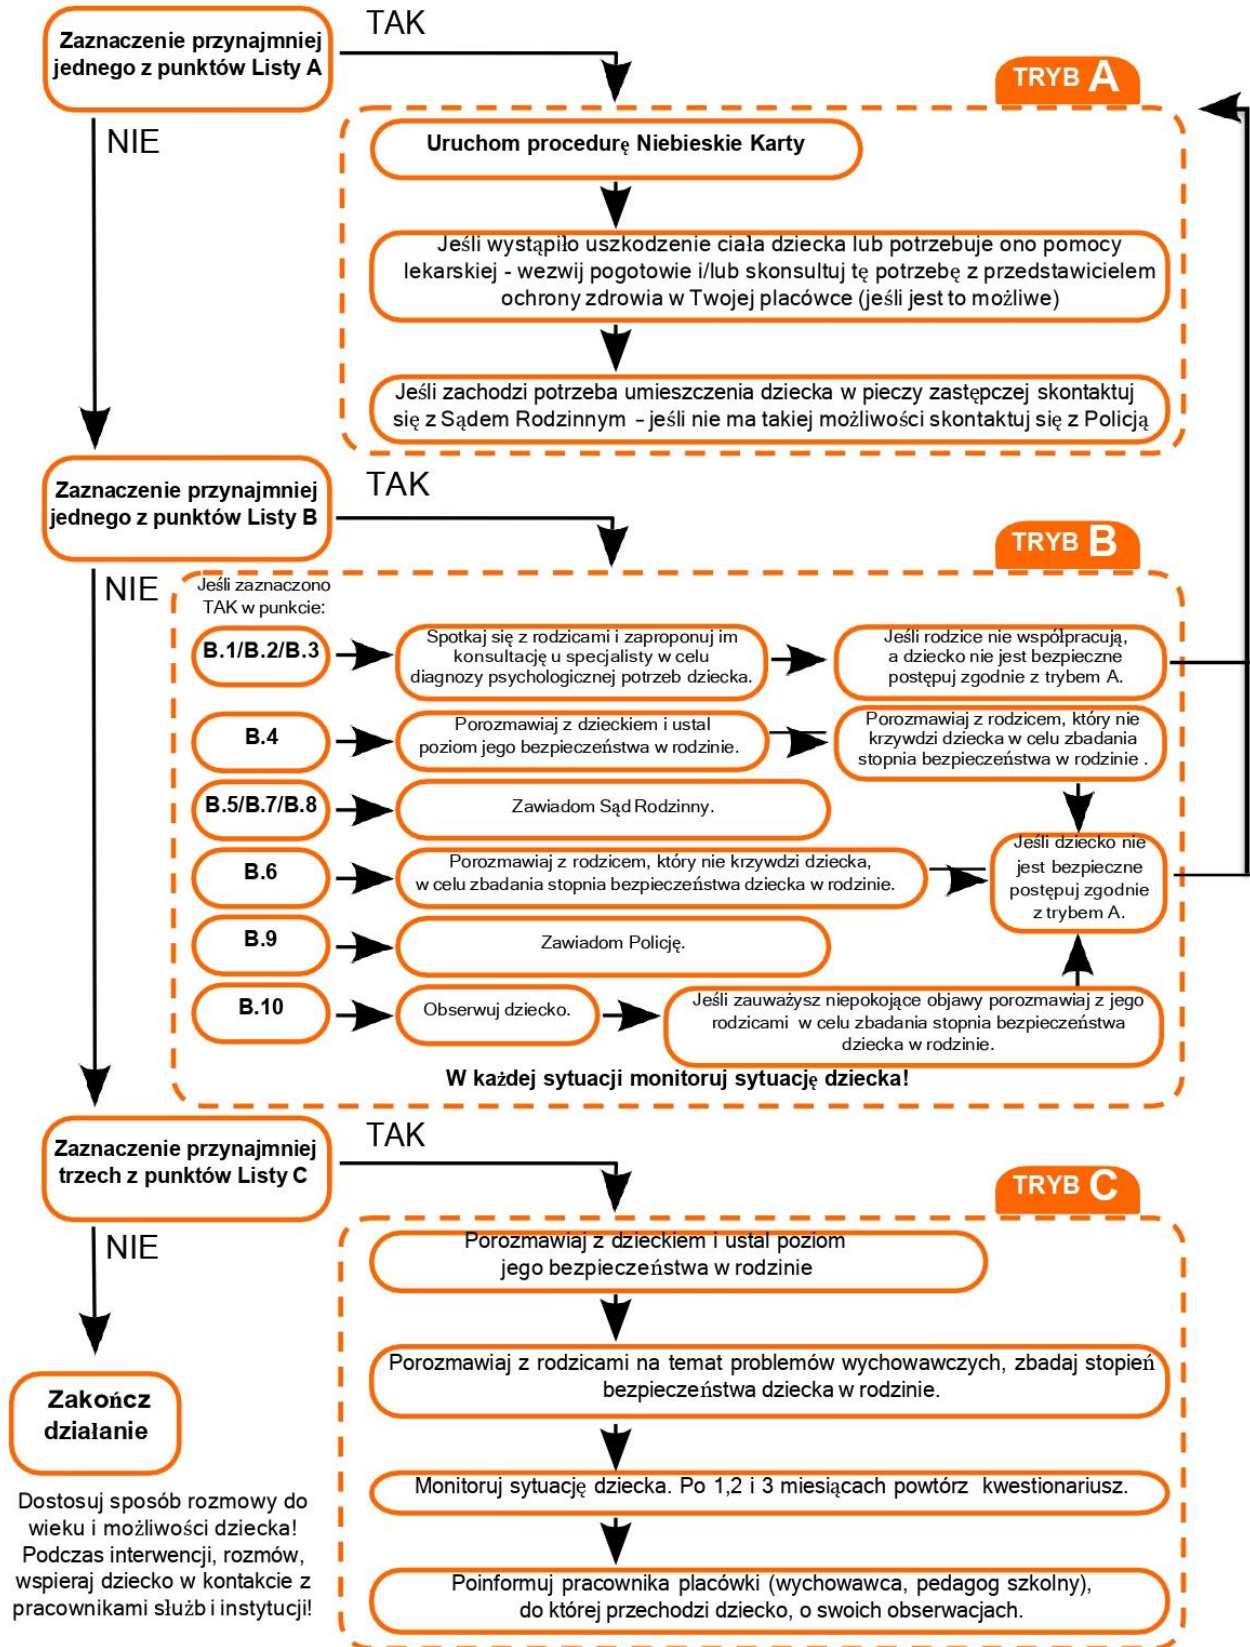 Zaznaczenie przynajmniej
jednego z punktów Listy A
TAK
NIE
TRYB A
Uruchom procedurę Niebieskie Karty
Jeśli wystąpiło uszkodzenie ciała dziecka lub potrzebuje ono pomocy
lekarskiej - wezwij pogotowie i/lub skonsultuj tę potrzebę z przedstawicielem
ochrony zdrowia w Twojej placówce (jeśli jest to możliwe)
Jeśli zachodzi potrzeba umieszczenia dziecka w pieczy zastępczej skontaktuj
się z Sądem Rodzinnym – jeśli nie ma takiej możliwości skontaktuj się z Policją
Zaznaczenie przynajmniej
jednego z punktów Listy B
TAK
NIE
TRYB B
Jeśli zaznaczono
TAK w punkcie:
B.1/B.2/B.3
Spotkaj się z rodzicami i zaproponuj im
konsultację u specjalisty w celu
diagnozy psychologicznej potrzeb dziecka.
Jeśli rodzice nie współpracują,
a dziecko nie jest bezpieczne
postępuj zgodnie z trybem A.
B.4
Porozmawiaj z dzieckiem i ustal
poziom jego bezpieczeństwa w rodzinie.
Porozmawiaj z rodzicem, który nie
krzywdzi dziecka w celu zbadania
stopnia bezpieczeństwa w rodzinie .
B.5/B.7/B.8
Zawiadom Sąd Rodzinny.
B.6
Porozmawiaj z rodzicem, który nie krzywdzi dziecka,
w celu zbadania stopnia bezpieczeństwa dziecka w rodzinie.
Jeśli dziecko nie
jest bezpieczne
postępuj zgodnie
z trybem A.
B.9
Zawiadom Policję.
B.10
Obserwuj dziecko.
Jeśli zauważysz niepokojące objawy porozmawiaj z jego
rodzicami w celu zbadania stopnia bezpieczeństwa
dziecka w rodzinie.
W każdej sytuacji monitoruj sytuację dziecka!
Zaznaczenie przynajmniej
trzech z punktów Listy C
TAK
NIE
TRYB C
Porozmawiaj z dzieckiem i ustal poziom
jego bezpieczeństwa w rodzinie
Porozmawiaj z rodzicami na temat problemów wychowawczych, zbadaj stopień
bezpieczeństwa dziecka w rodzinie.
Monitoruj sytuację dziecka. Po 1,2 i 3 miesiącach powtórz kwestionariusz.
Poinformuj pracownika placówki (wychowawca, pedagog szkolny),
do której przechodzi dziecko, o swoich obserwacjach.
Zakończ
działanie
Dostosuj sposób rozmowy do
wieku i możliwości dziecka!
Podczas interwencji, rozmów,
wspieraj dziecko w kontakcie z
pracownikami służb i instytucji!